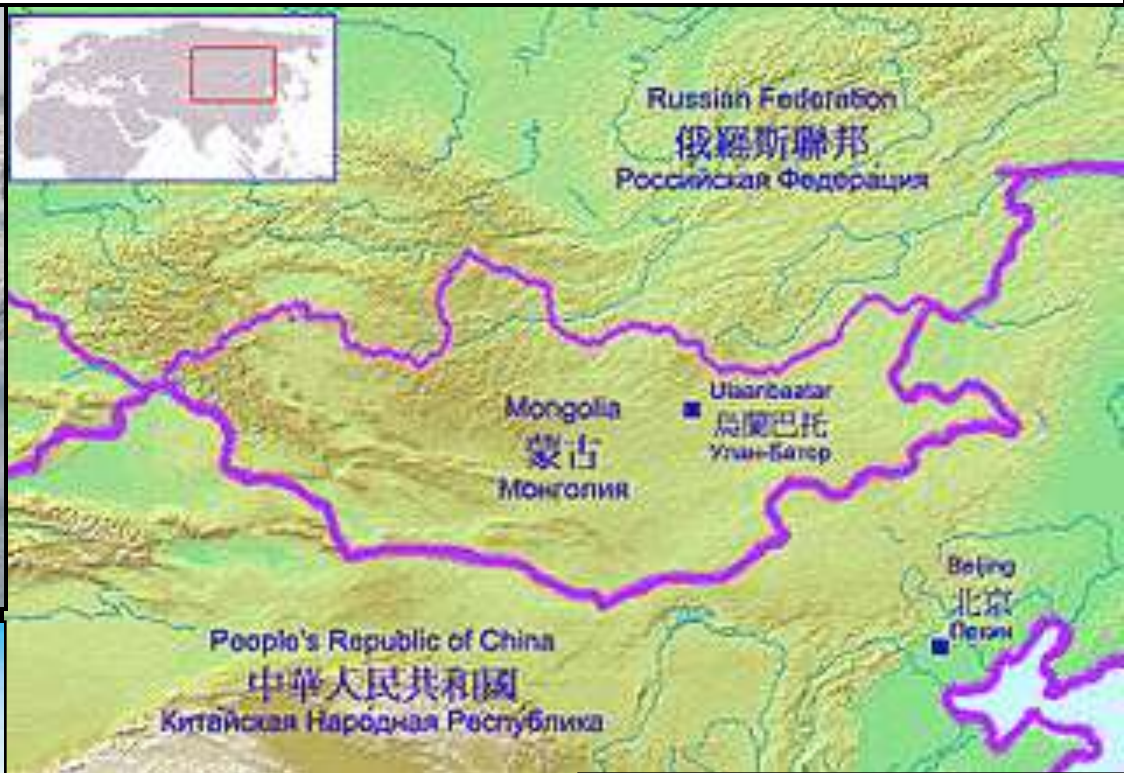 Russian Federation
俄羅斯聯邦
Российская Федерация
Ulaanbaatar
烏蘭巴托
Улан-Батор
Mongolia
蒙古
Монголия
Beijing
北京
Пекин
People's Republic of China
中華人民共和國
Китайская Народная Республика